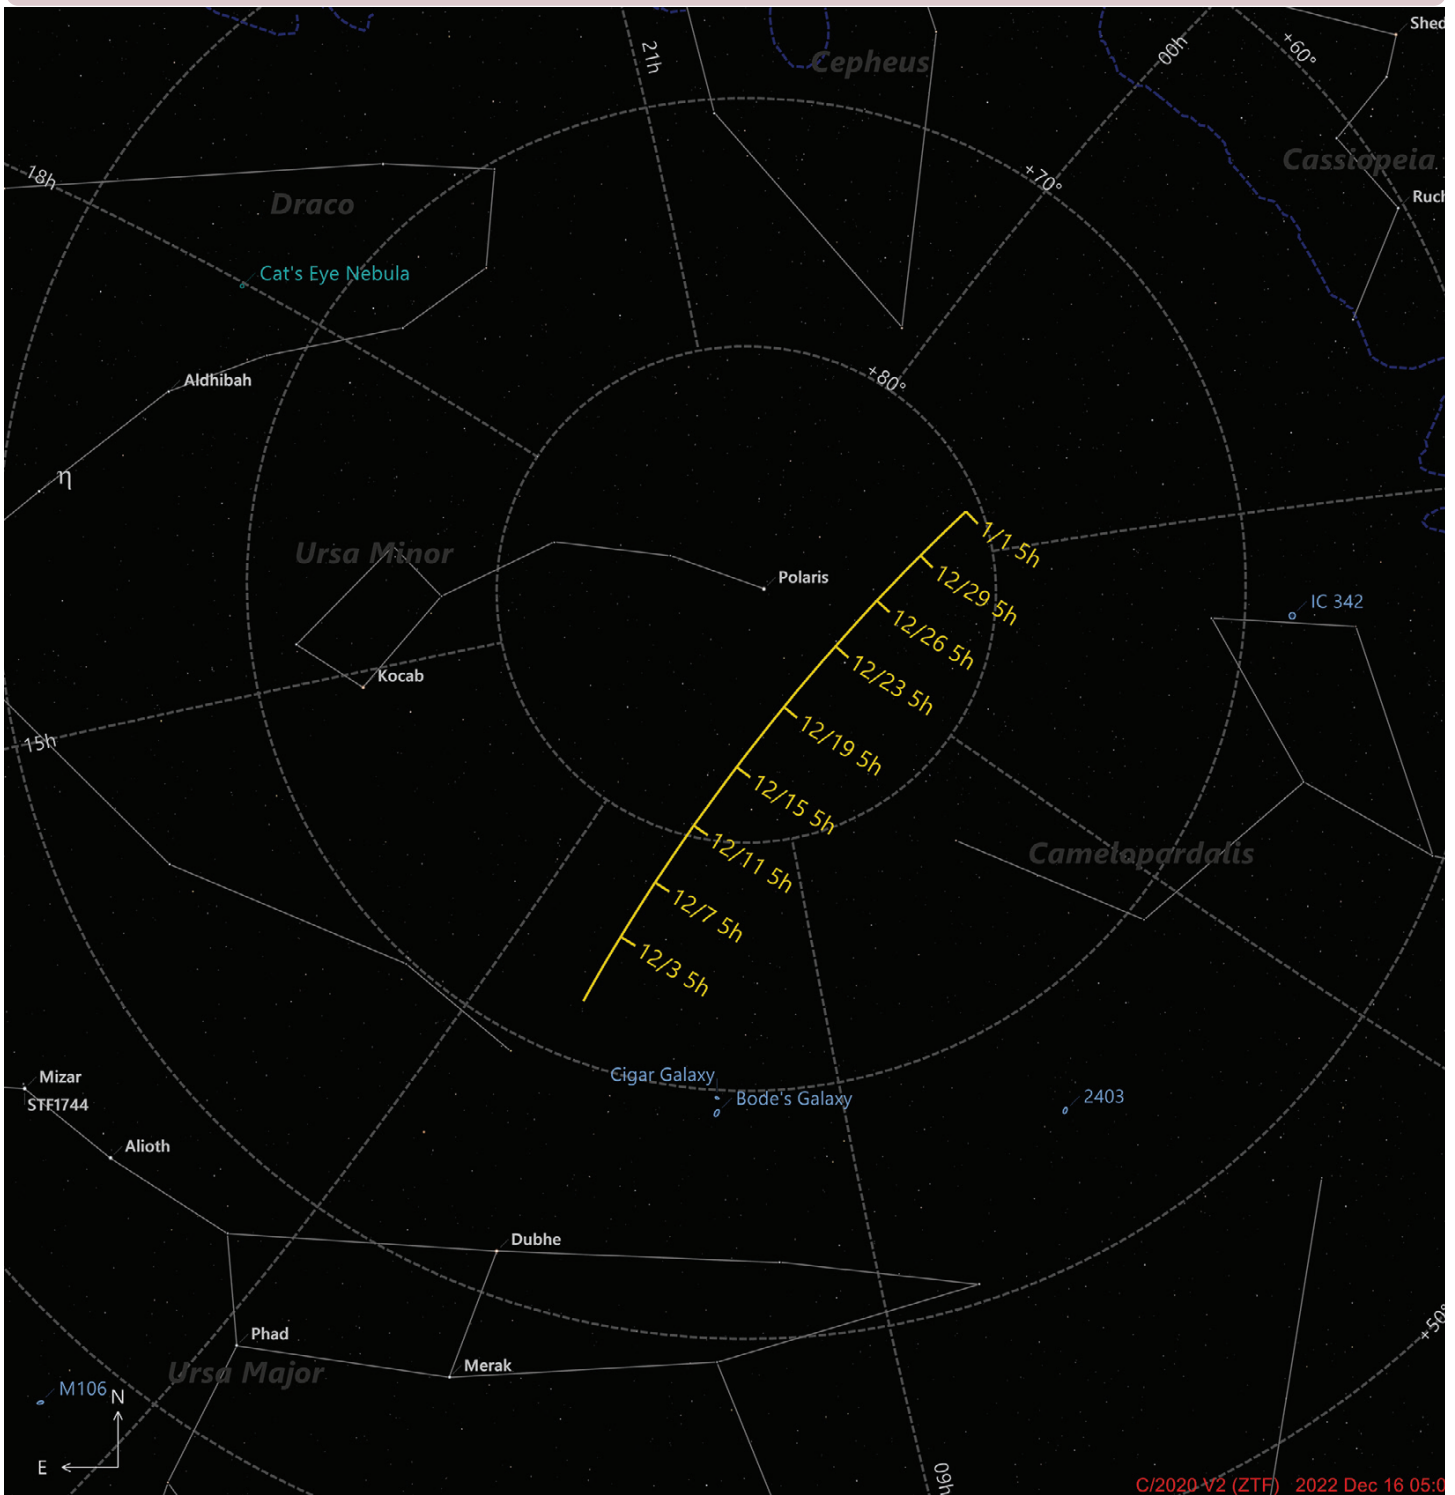 Shed
21h
Cepheus
00h
+60°
Cassiopeia
18h
+70°
Ruch
Draco
Cat's Eye Nebula
Aldhibah
+80°
η
Ursa Minor
1/1 5h
Polaris
12/29 5h
IC 342
12/26 5h
Kocab
12/23 5h
15h
12/19 5h
12/15 5h
12/11 5h
Camelopardalis
12/7 5h
12/3 5h
Mizar
Cigar Galaxy
STF1744
Bode's Galaxy
2403
Alioth
Dubhe
+50°
Phad
Merak
Ursa Major
M106
N
E
09h
C/2020 V2 (ZTF) 2022 Dec 16 05:0